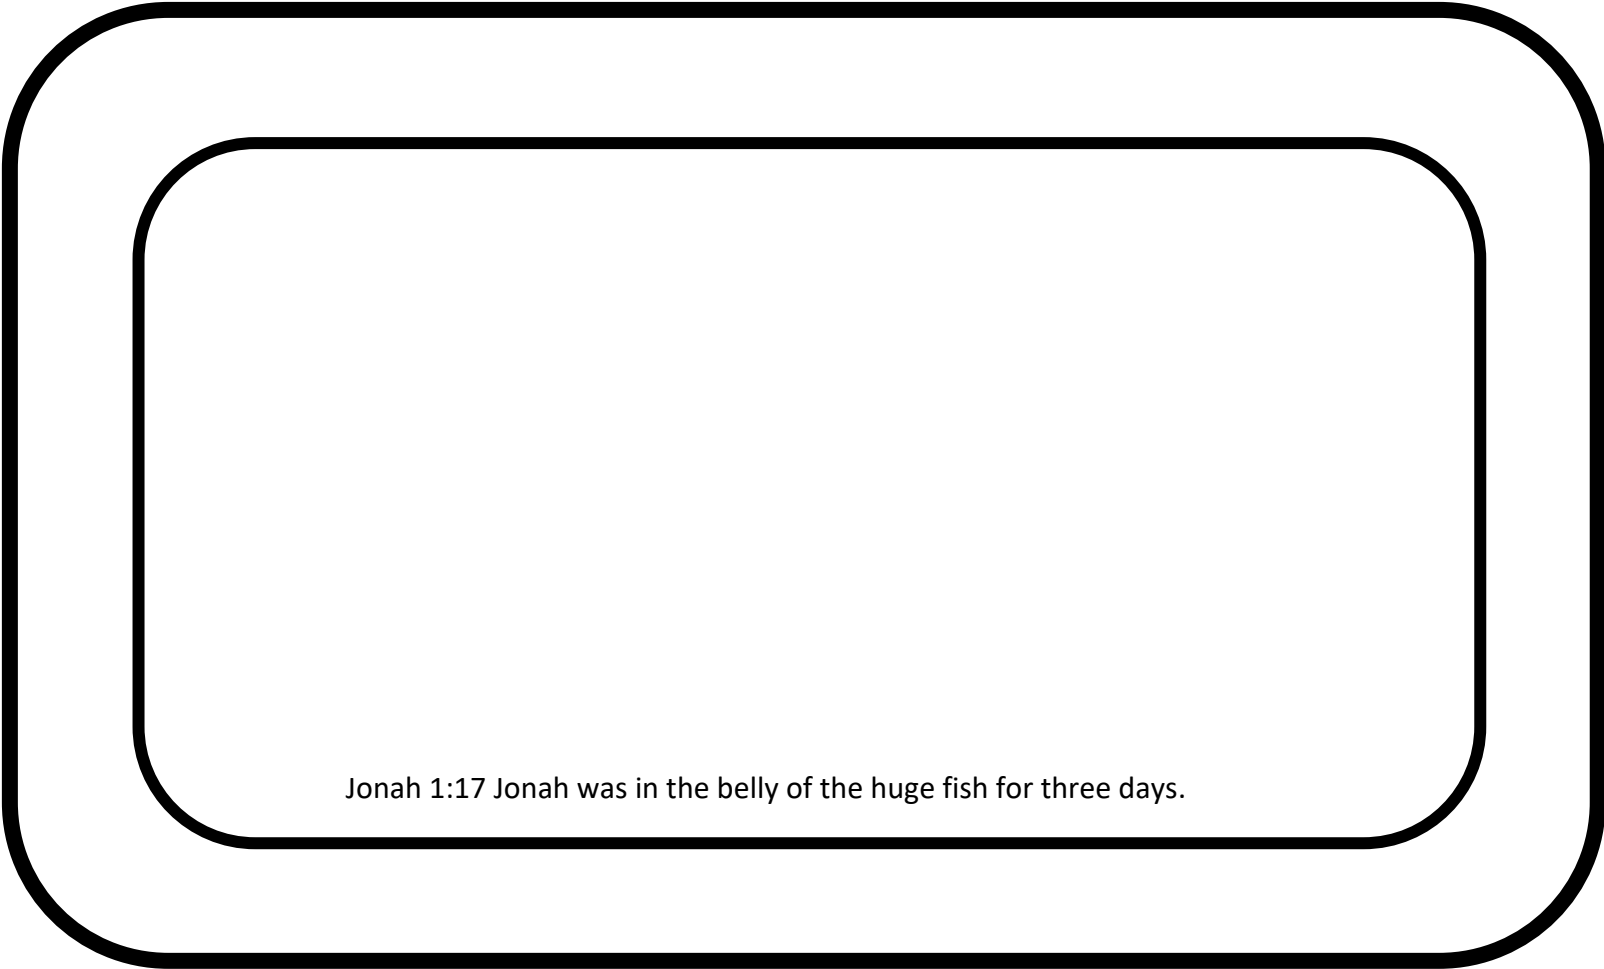 Jonah 1:17 Jonah was in the belly of the huge fish for three days.